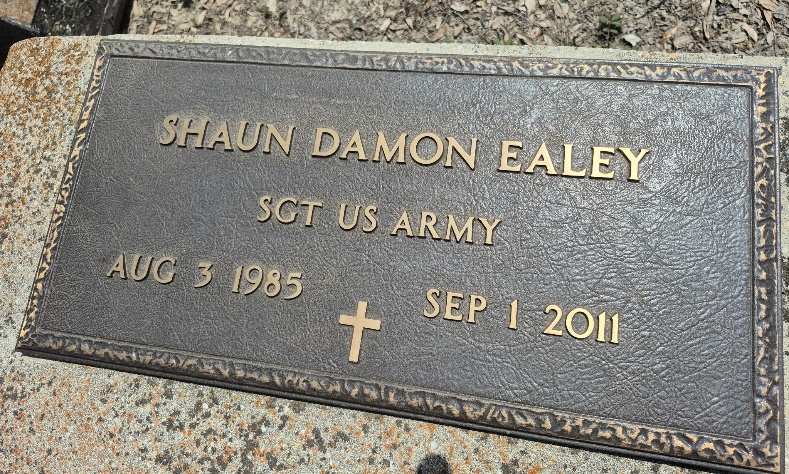 SHAUN DAMON EALEY
SGT US ARMY
AUG 3 1985 SEP 1 2011